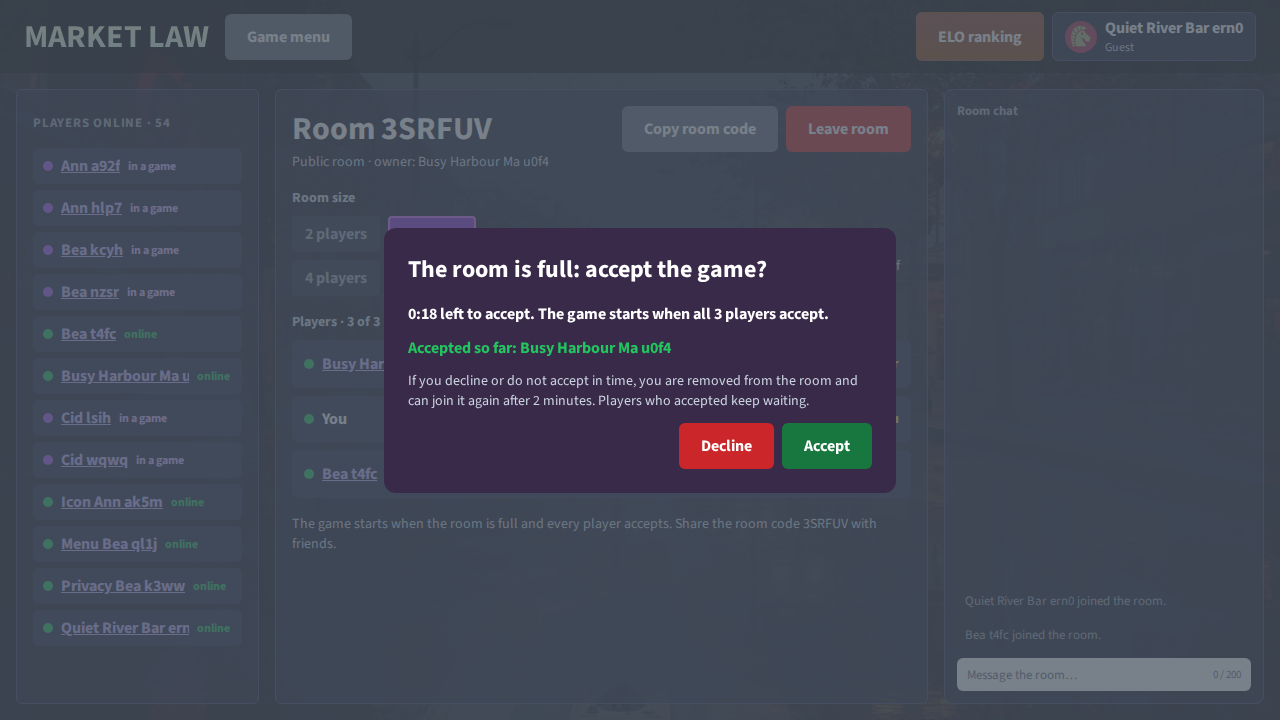 MARKET LAW
Game menu
ELO ranking
Quiet River Bar ern0
Guest
PLAYERS ONLINE · 54
Ann a92f in a game
Ann hlp7 in a game
Bea kcyh in a game
Bea nzsr in a game
Bea t4fc online
Busy Harbour Ma u online
Cid lsih in a game
Cid wqwq in a game
Icon Ann ak5m online
Menu Bea ql1j online
Privacy Bea k3ww online
Quiet River Bar ern online
Room 3SRFUV
Copy room code
Leave room
Public room · owner: Busy Harbour Ma u0f4
Room size
2 players
4 players
Players · 3 of 3
Busy Har
You
Bea t4fc
The game starts when the room is full and every player accepts. Share the room code 3SRFUV with
friends.
The room is full: accept the game?
0:18 left to accept. The game starts when all 3 players accept.
Accepted so far: Busy Harbour Ma u0f4
If you decline or do not accept in time, you are removed from the room and
can join it again after 2 minutes. Players who accepted keep waiting.
Decline
Accept
Room chat
Quiet River Bar ern0 joined the room.
Bea t4fc joined the room.
Message the room…
0 / 200